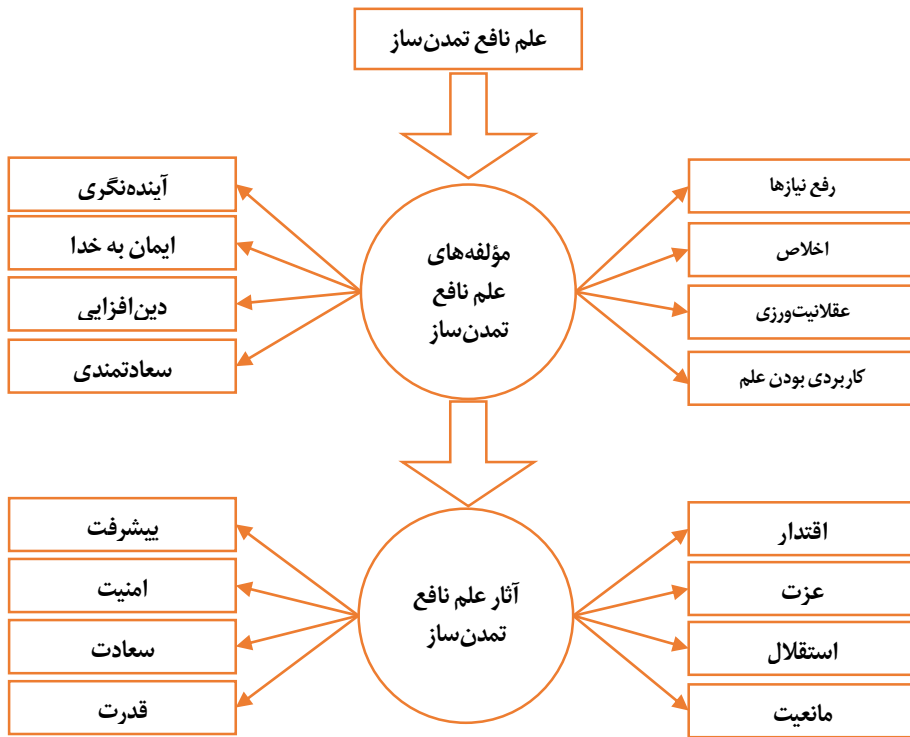 علم نافع تمدن‌ساز
رفع نیازها
اخلاص
عقلانیت‌ورزی
کاربردی بودن علم
مؤلفه‌های
علم نافع
تمدن‌ساز
آینده‌نگری
ایمان به خدا
دین‌افزایی
سعادتمندی
اقتدار
عزت
استقلال
مانعیت
آثار علم نافع
تمدن‌ساز
پیشرفت
امنیت
سعادت
قدرت